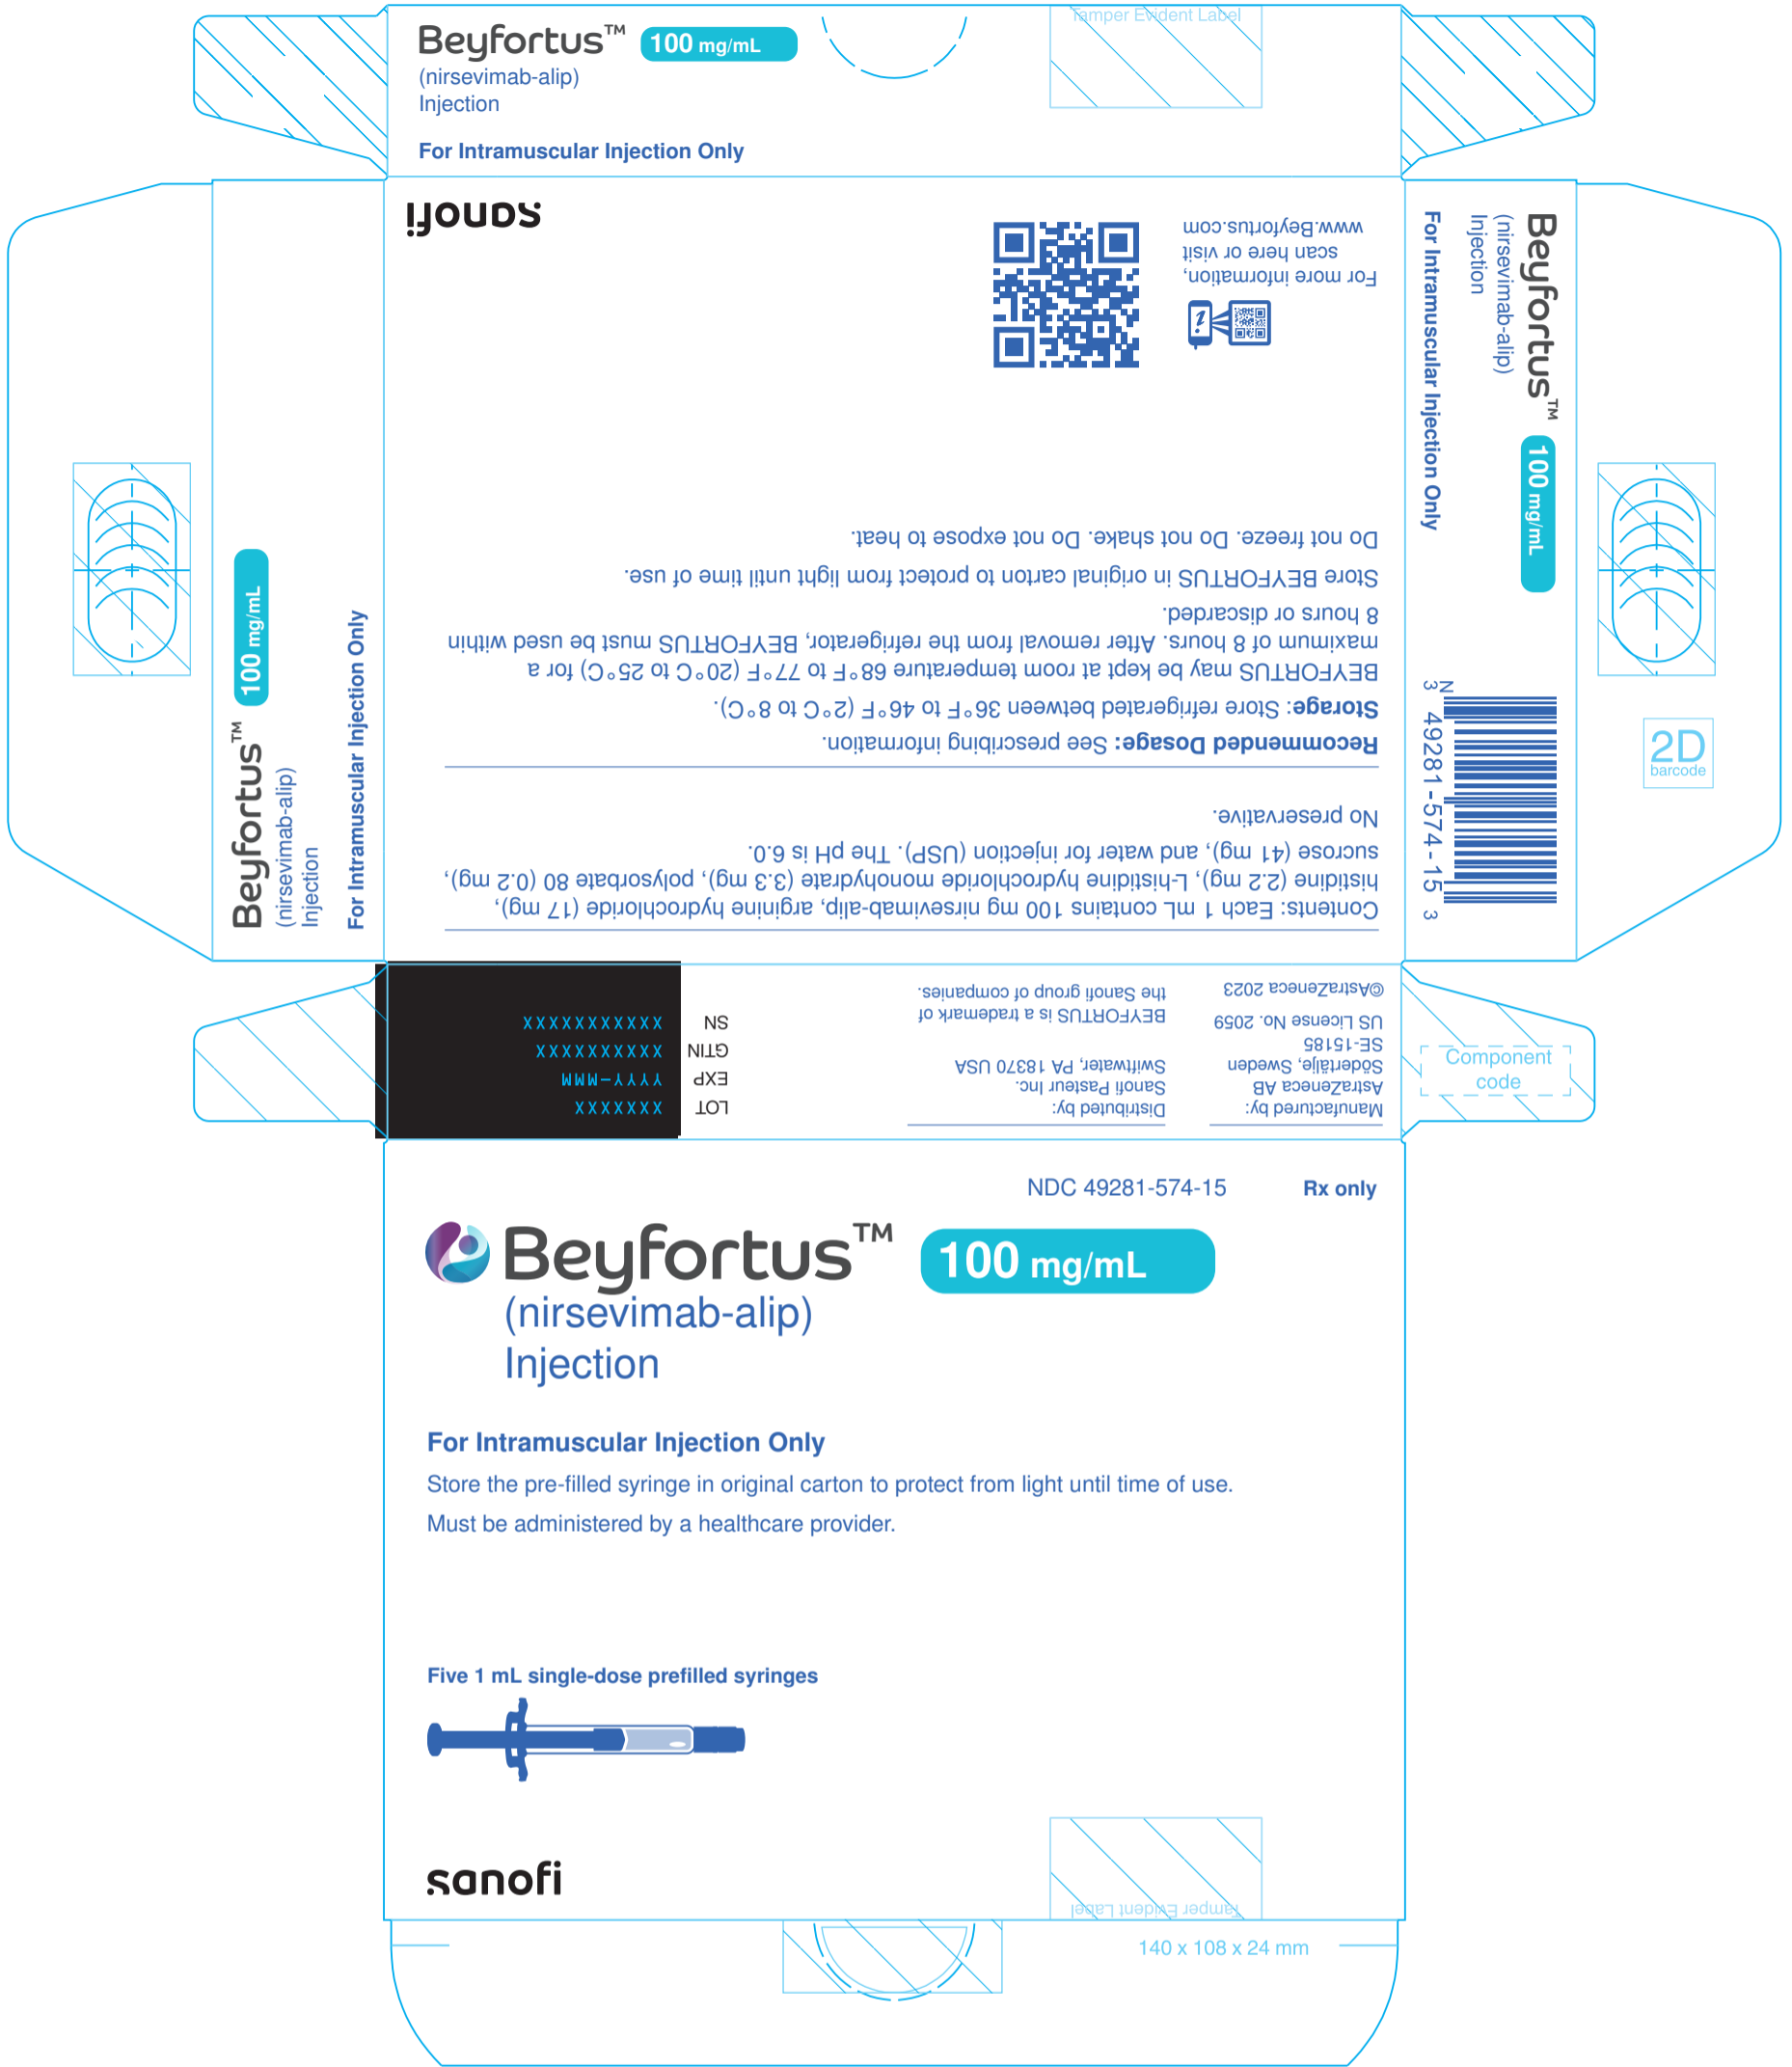 Beyfortus™ 100 mg/mL
(nirsevimab-alip)
Injection
For Intramuscular Injection Only
Tamper Evident Label
sanofi
For more information,
scan here or visit
www.Beyfortus.com
Contents: Each 1 mL contains 100 mg nirsevimab-alip, arginine hydrochloride (17 mg),
histidine (2.2 mg), L-histidine hydrochloride monohydrate (3.3 mg), polysorbate 80 (0.2 mg),
sucrose (41 mg), and water for injection (USP). The pH is 6.0.
No preservative.
Recommended Dosage: See prescribing information.
Storage: Store refrigerated between 36°F to 46°F (2°C to 8°C).
BEYFORTUS may be kept at room temperature 68°F to 77°F (20°C to 25°C) for a
maximum of 8 hours. After removal from the refrigerator, BEYFORTUS must be used within
8 hours or discarded.
Store BEYFORTUS in original carton to protect from light until time of use.
Do not freeze. Do not shake. Do not expose to heat.
Beyfortus™ 100 mg/mL
(nirsevimab-alip)
Injection
For Intramuscular Injection Only
Beyfortus™ 100 mg/mL
(nirsevimab-alip)
Injection
For Intramuscular Injection Only
N
3 49281-574-15 3
2D
barcode
Manufactured by:
AstraZeneca AB
Södertälje, Sweden
SE-15185
US License No. 2059
©AstraZeneca 2023
Distributed by:
Sanofi Pasteur Inc.
Swiftwater, PA 18370 USA
BEYFORTUS is a trademark of
the Sanofi group of companies.
LOT XXXXXXX
EXP YYYY-MMM
GTIN XXXXXXXXXX
SN XXXXXXXXXXX
Component
code
NDC 49281-574-15 Rx only
Beyfortus™ 100 mg/mL
(nirsevimab-alip)
Injection
For Intramuscular Injection Only
Store the pre-filled syringe in original carton to protect from light until time of use.
Must be administered by a healthcare provider.
Five 1 mL single-dose prefilled syringes
sanofi
Tamper Evident Label
140 x 108 x 24 mm